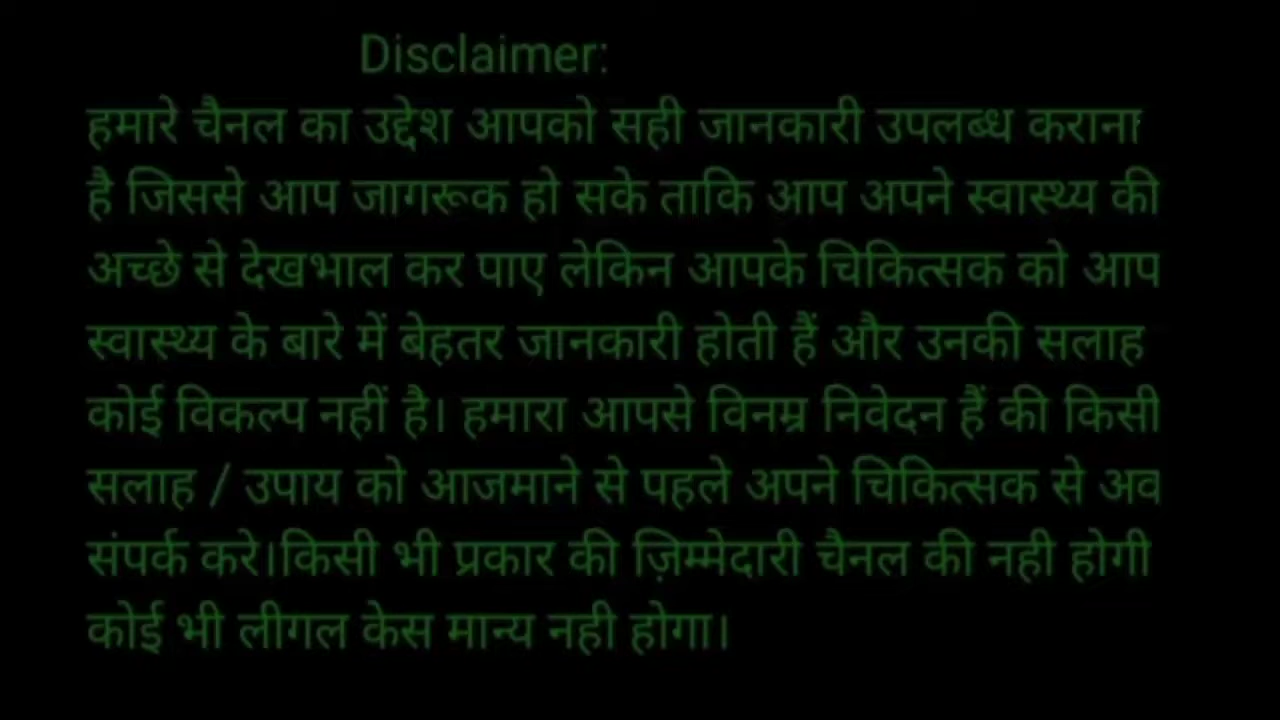 Disclaimer:
हमारे चैनल का उद्देश आपको सही जानकारी उपलब्ध कराना
है जिससे आप जागरूक हो सके ताकि आप अपने स्वास्थ्य की
अच्छे से देखभाल कर पाए लेकिन आपके चिकित्सक को आप
स्वास्थ्य के बारे में बेहतर जानकारी होती हैं और उनकी सलाह
कोई विकल्प नहीं है। हमारा आपसे विनम्र निवेदन हैं की किसी
सलाह / उपाय को आजमाने से पहले अपने चिकित्सक से अव
संपर्क करे।किसी भी प्रकार की ज़िम्मेदारी चैनल की नही होगी
कोई भी लीगल केस मान्य नही होगा।